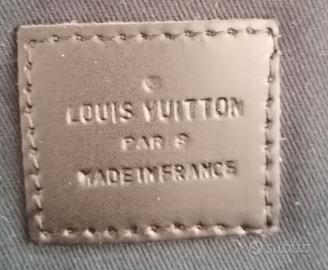 LOUIS VUITTON
PARIS
MADE IN FRANCE
subito